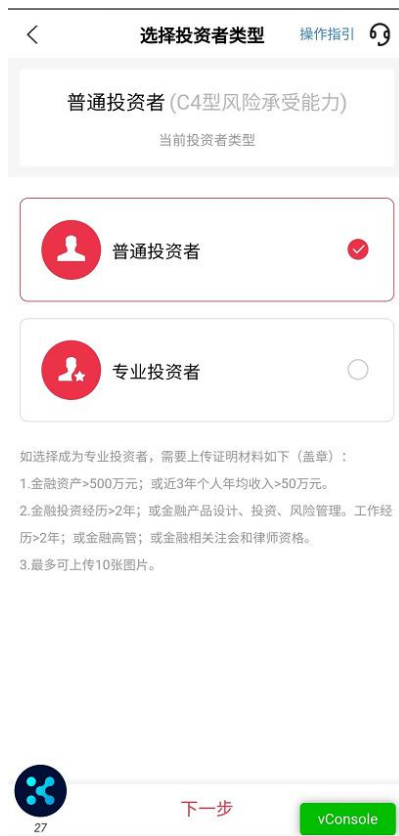 选择投资者类型
操作指引
普通投资者 (C4型风险承受能力)
当前投资者类型
普通投资者
专业投资者
如选择成为专业投资者，需要上传证明材料如下（盖章）：
1.金融资产>500万元；或近3年个人年均收入>50万元。
2.金融投资经历>2年；或金融产品设计、投资、风险管理。工作经
历>2年；或金融高管；或金融相关注会和律师资格。
3.最多可上传10张图片。
27
下一步
vConsole